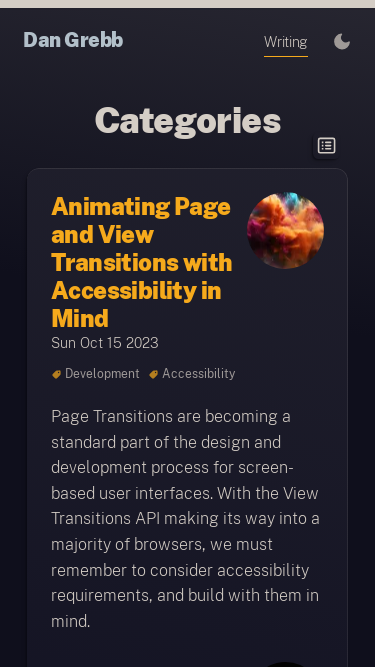 Dan Grebb
Writing
Categories
Animating Page
and View
Transitions with
Accessibility in
Mind
Sun Oct 15 2023
Development Accessibility
Page Transitions are becoming a
standard part of the design and
development process for screen-
based user interfaces. With the View
Transitions API making its way into a
majority of browsers, we must
remember to consider accessibility
requirements, and build with them in
mind.